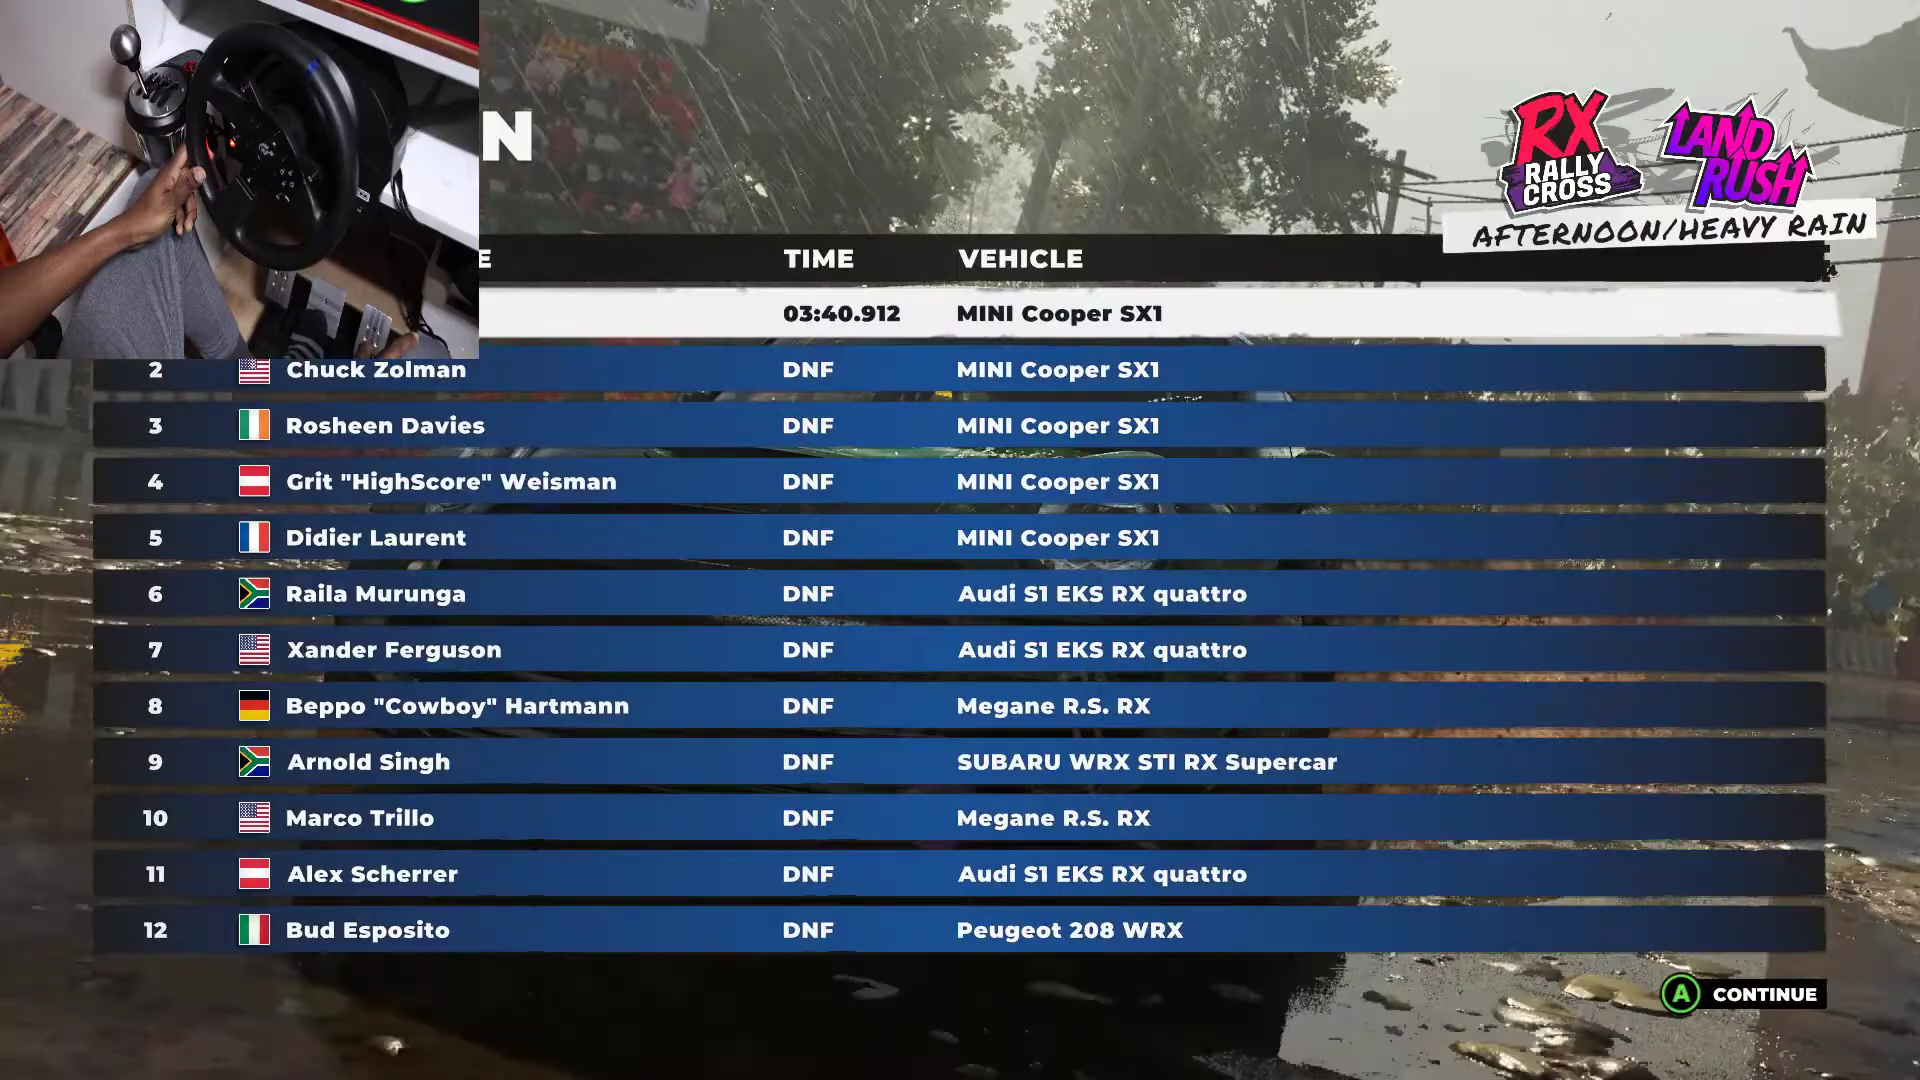 N
RX
RALLY
CROSS
LAND
RUSH
AFTERNOON/HEAVY RAIN
E TIME VEHICLE
03:40.912 MINI Cooper SX1
2 Chuck Zolman DNF MINI Cooper SX1
3 Rosheen Davies DNF MINI Cooper SX1
4 Grit "HighScore" Weisman DNF MINI Cooper SX1
5 Didier Laurent DNF MINI Cooper SX1
6 Raila Murunga DNF Audi S1 EKS RX quattro
7 Xander Ferguson DNF Audi S1 EKS RX quattro
8 Beppo "Cowboy" Hartmann DNF Megane R.S. RX
9 Arnold Singh DNF SUBARU WRX STI RX Supercar
10 Marco Trillo DNF Megane R.S. RX
11 Alex Scherrer DNF Audi S1 EKS RX quattro
12 Bud Esposito DNF Peugeot 208 WRX
A CONTINUE